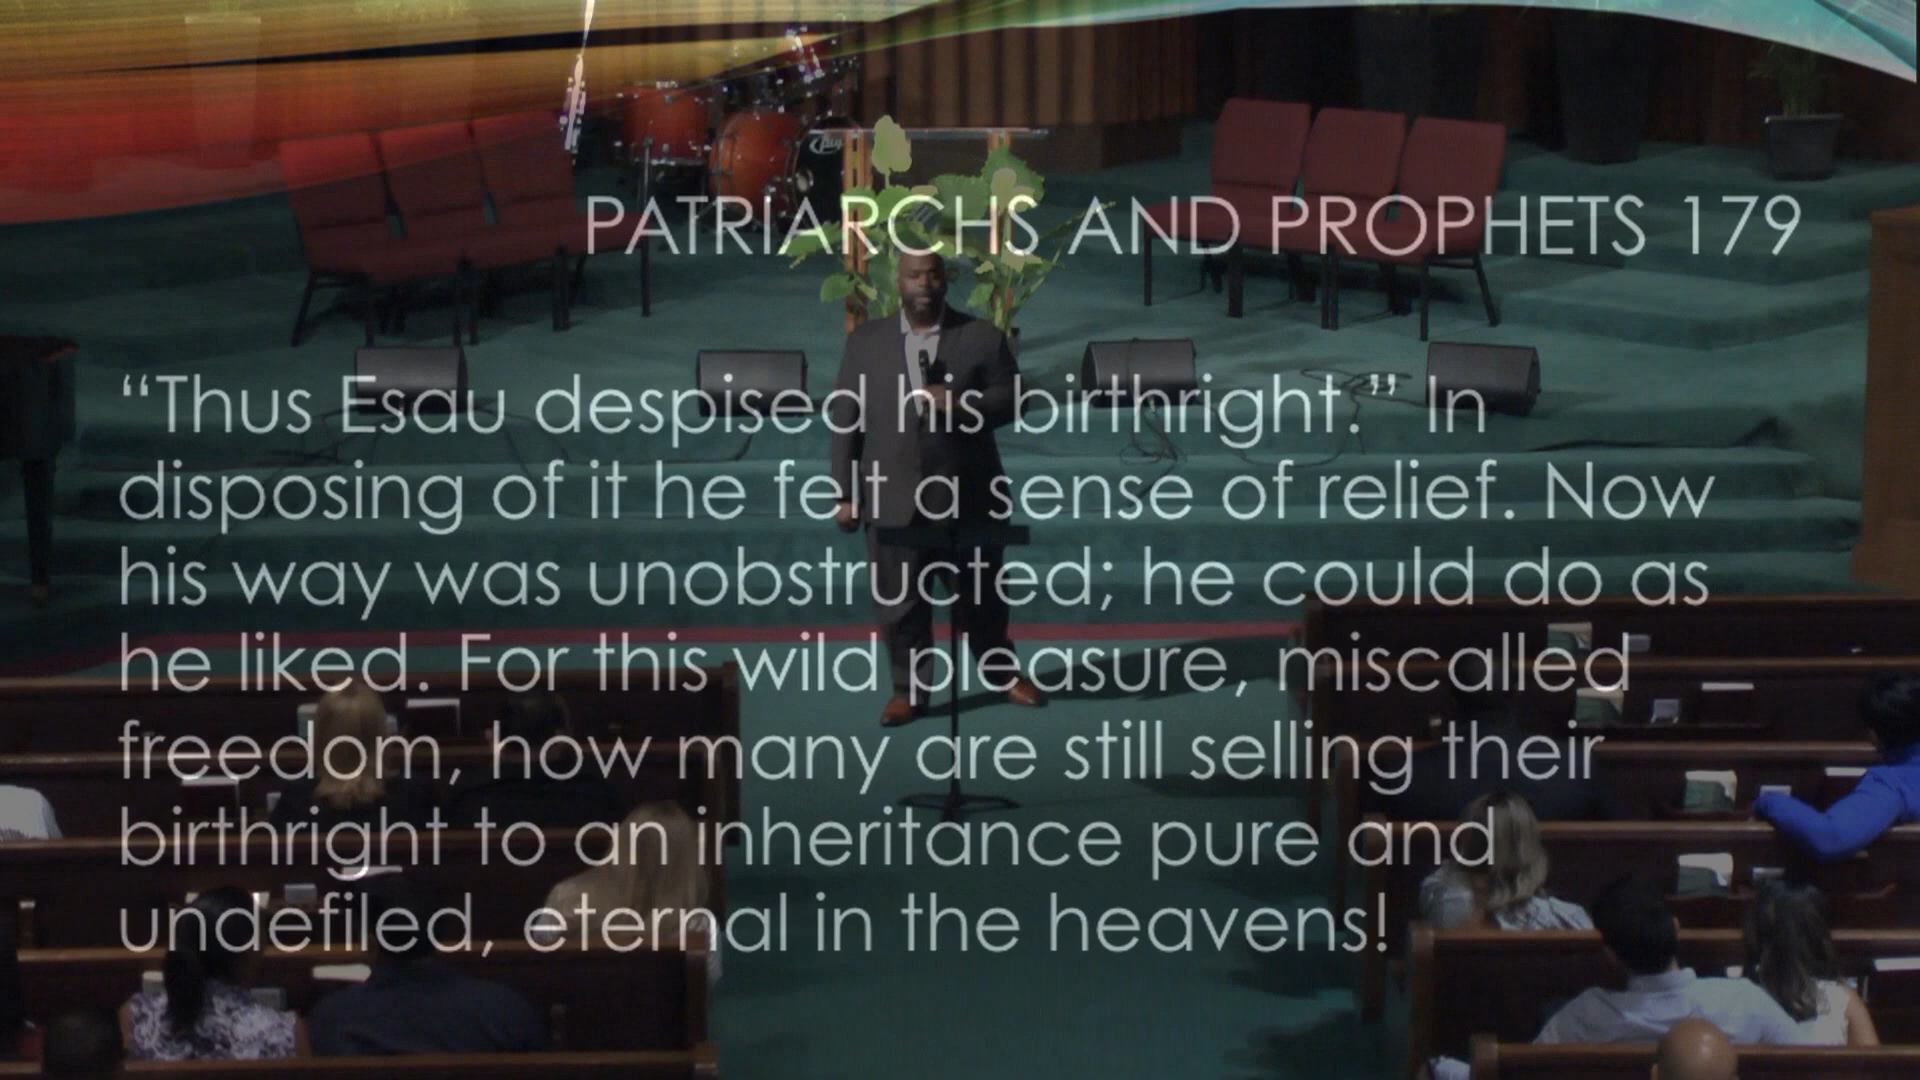 PATRIARCHS AND PROPHETS 179
“Thus Esau despised his birthright.” In
disposing of it he felt a sense of relief. Now
his way was unobstructed; he could do as
he liked. For this wild pleasure, miscalled
freedom, how many are still selling their
birthright to an inheritance pure and
undefiled, eternal in the heavens!